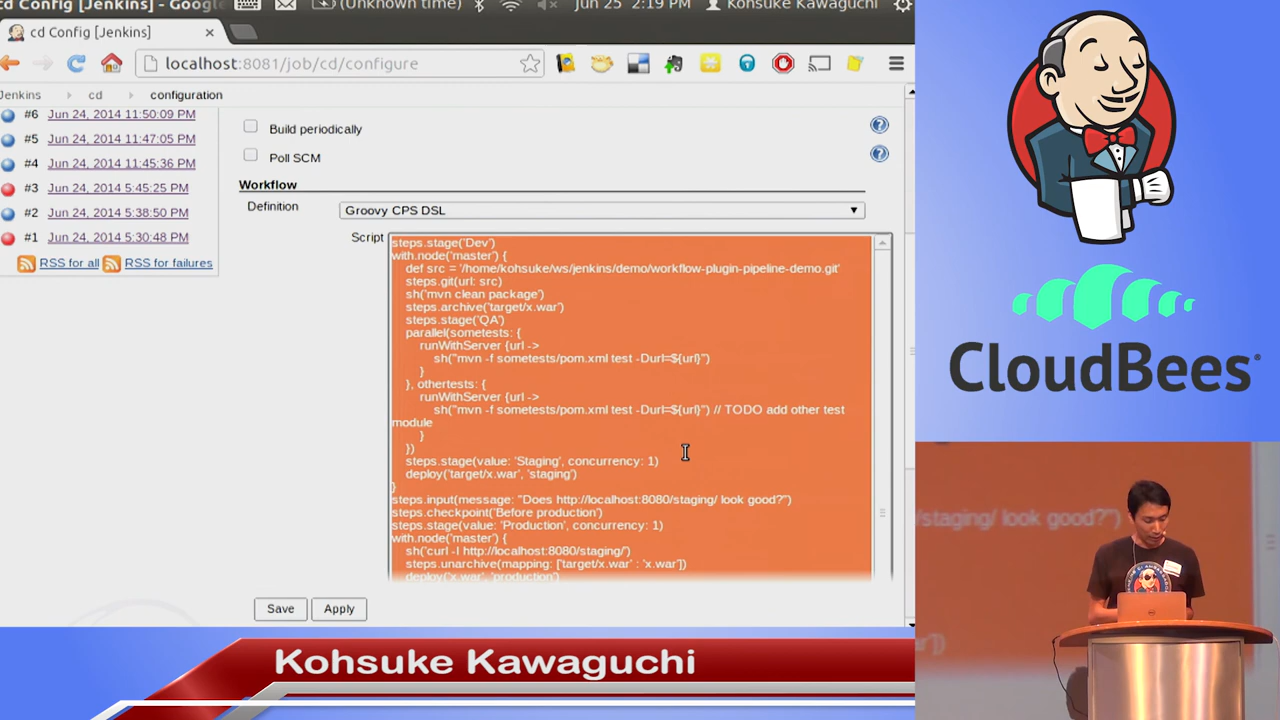 cd Config [Jenkins] - Google
(Unknown time)
Jun 25 2:19 PM
Kohsuke Kawaguchi
cd Config [Jenkins]
localhost:8081/job/cd/configure
Jenkins
cd
configuration
#6 Jun 24, 2014 11:50:09 PM
#5 Jun 24, 2014 11:47:05 PM
#4 Jun 24, 2014 11:45:36 PM
#3 Jun 24, 2014 5:45:25 PM
#2 Jun 24, 2014 5:38:50 PM
#1 Jun 24, 2014 5:30:48 PM
RSS for all RSS for failures
Build periodically
Poll SCM
Workflow
Definition
Groovy CPS DSL
Script
steps.stage('Dev')
with.node('master') {
def src = '/home/kohsuke/ws/jenkins/demo/workflow-plugin-pipeline-demo.git'
steps.git(url: src)
sh('mvn clean package')
steps.archive('target/x.war')
steps.stage('QA')
parallel(sometests: {
runWithServer {url ->
sh("mvn -f sometests/pom.xml test -Durl=${url}")
}
}, othertests: {
runWithServer {url ->
sh("mvn -f sometests/pom.xml test -Durl=${url}") // TODO add other test
module
}
})
steps.stage(value: 'Staging', concurrency: 1)
deploy('target/x.war', 'staging')
}
steps.input(message: "Does http://localhost:8080/staging/ look good?")
steps.checkpoint('Before production')
steps.stage(value: 'Production', concurrency: 1)
with.node('master') {
sh('curl -I http://localhost:8080/staging/')
steps.unarchive(mapping: ['target/x.war' : 'x.war'])
deploy('x.war', 'production')
Save
Apply
Kohsuke Kawaguchi
CloudBees
/staging/ look good?")